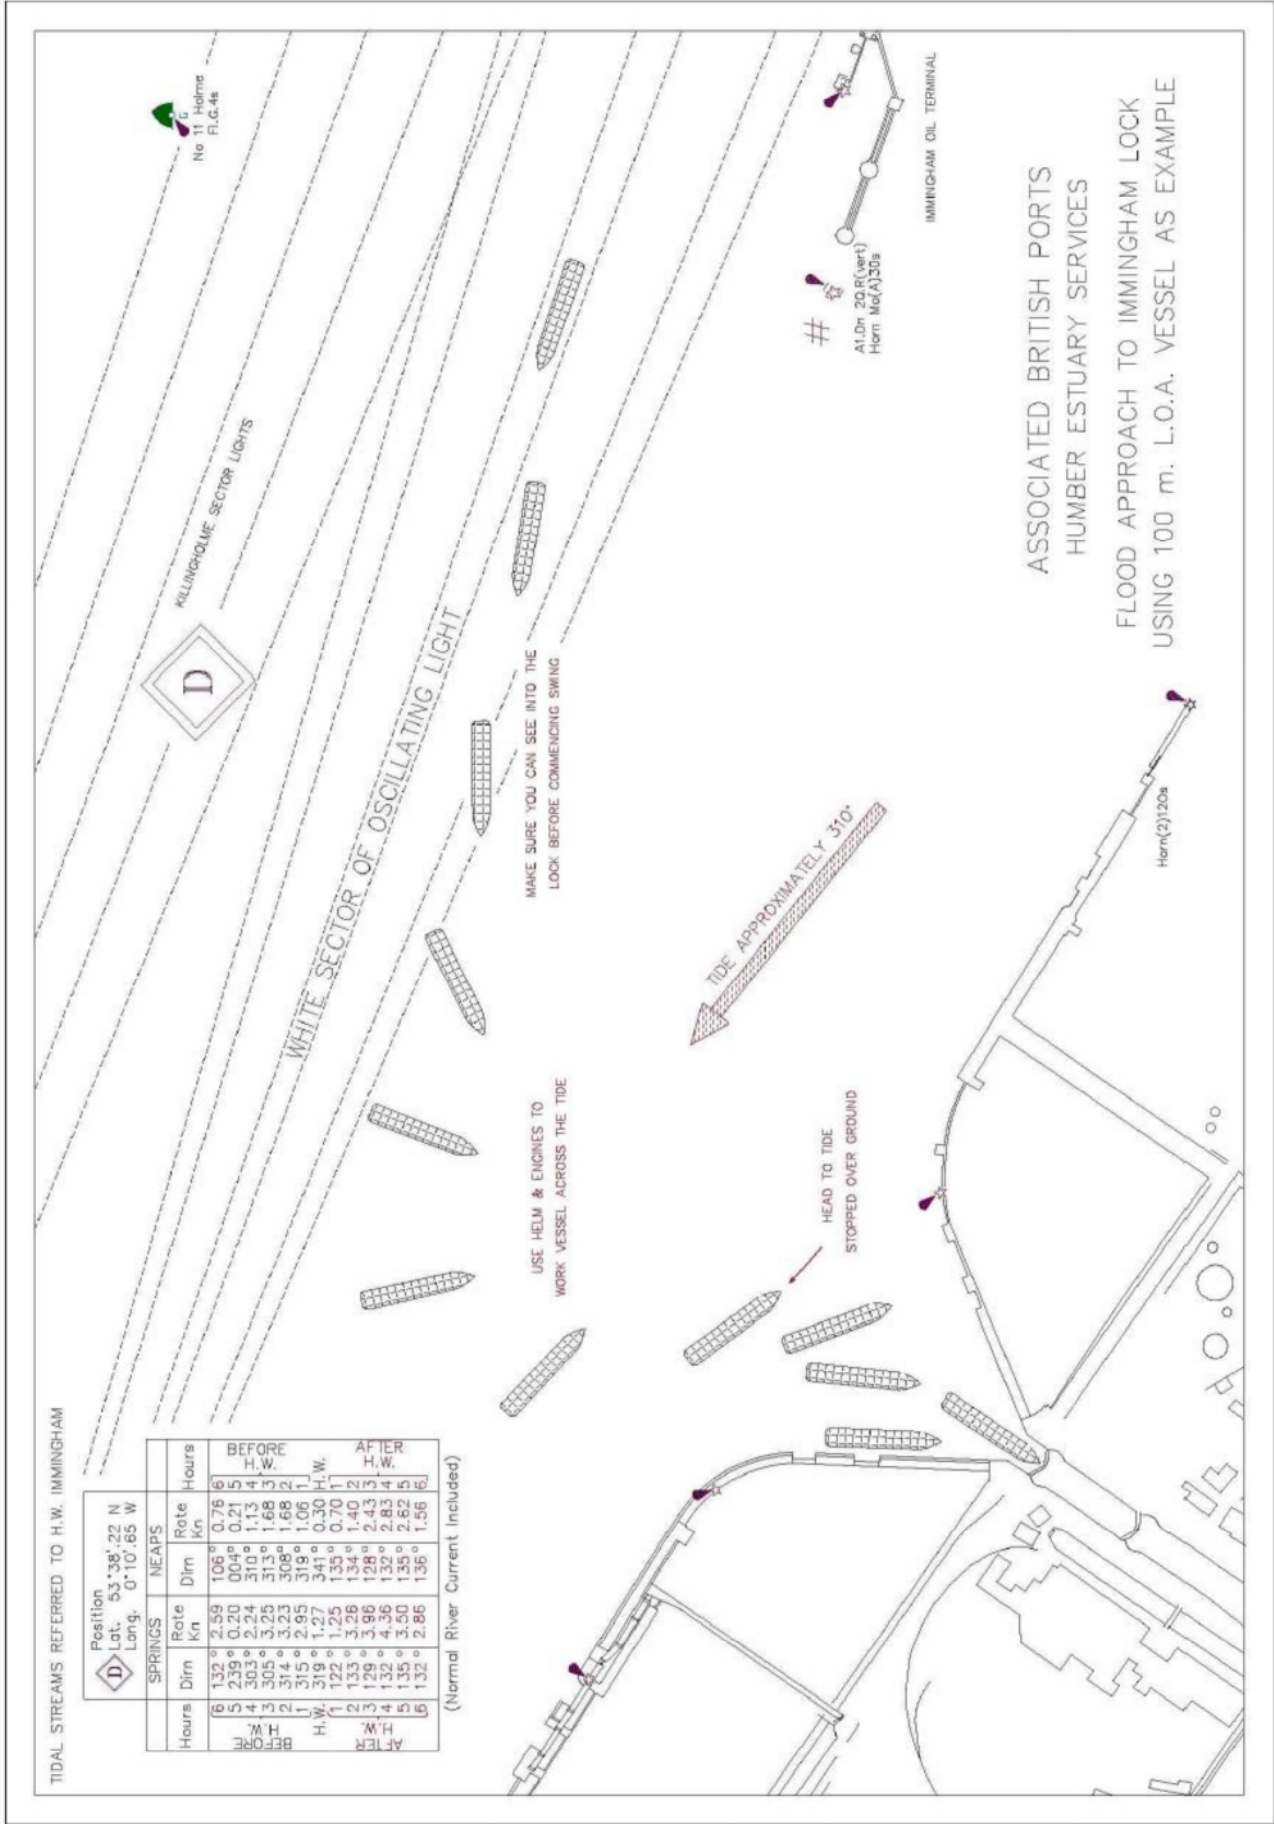 TIDAL STREAMS REFERRED TO H.W. IMMINGHAM
D
Position
Lat. 53°38'.22 N
Long. 0°10'.65 W
SPRINGS NEAPS
Hours Dirn Rate Kn Dirn Rate Kn Hours
BEFORE H.W.
6 132° 2.59 106° 0.76 6
5 239° 0.20 004° 0.21 5
4 303° 2.24 310° 1.13 4
3 305° 3.25 313° 1.68 3
2 314° 3.23 308° 1.68 2
1 315° 2.95 319° 1.06 1
BEFORE H.W.
H.W. 319° 1.27 341° 0.30 H.W.
AFTER H.W.
1 122° 1.25 135° 0.70 1
2 133° 3.26 134° 1.40 2
3 129° 3.96 128° 2.43 3
4 132° 4.36 132° 2.83 4
5 135° 3.50 135° 2.62 5
6 132° 2.86 136° 1.56 6
AFTER H.W.
(Normal River Current Included)
D
KILLINGHOLME SECTOR LIGHTS
G
No 11 Holme
Fl.G.4s
WHITE SECTOR OF OSCILLATING LIGHT
MAKE SURE YOU CAN SEE INTO THE
LOCK BEFORE COMMENCING SWING
USE HELM & ENGINES TO
WORK VESSEL ACROSS THE TIDE
TIDE APPROXIMATELY 310°
HEAD TO TIDE
STOPPED OVER GROUND
#
A1.Dn 2Q.R(vert)
Horn Mo(A)30s
IMMINGHAM OIL TERMINAL
Horn(2)120s
ASSOCIATED BRITISH PORTS
HUMBER ESTUARY SERVICES
FLOOD APPROACH TO IMMINGHAM LOCK
USING 100 m. L.O.A. VESSEL AS EXAMPLE